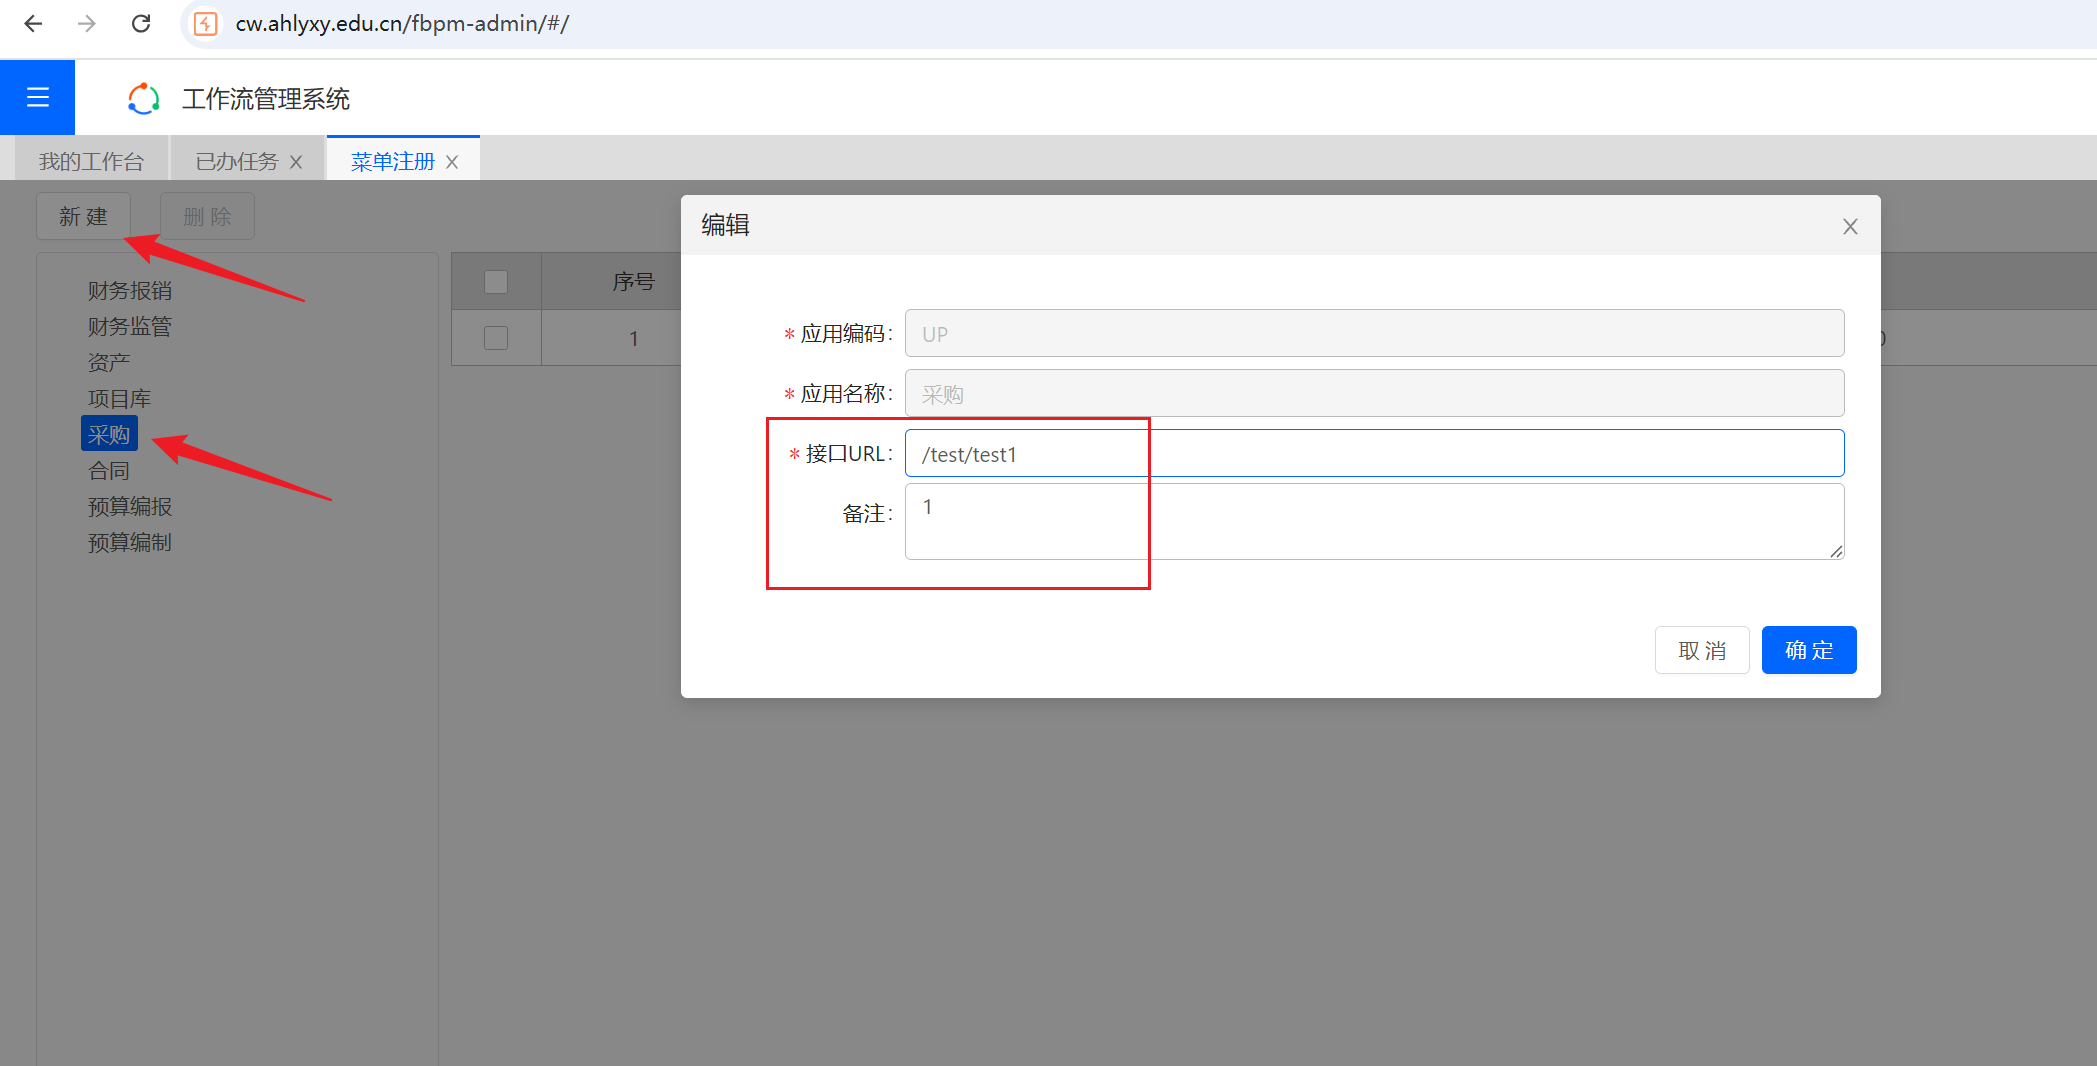 cw.ahlyxy.edu.cn/fbpm-admin/#/
工作流管理系统
我的工作台 已办任务 X 菜单注册 X
新 建 删 除
编辑
财务报销
财务监管
资产
项目库
采购
合同
预算编报
预算编制
序号
1
* 应用编码: UP
* 应用名称: 采购
* 接口URL: /test/test1
备注: 1
取 消 确 定